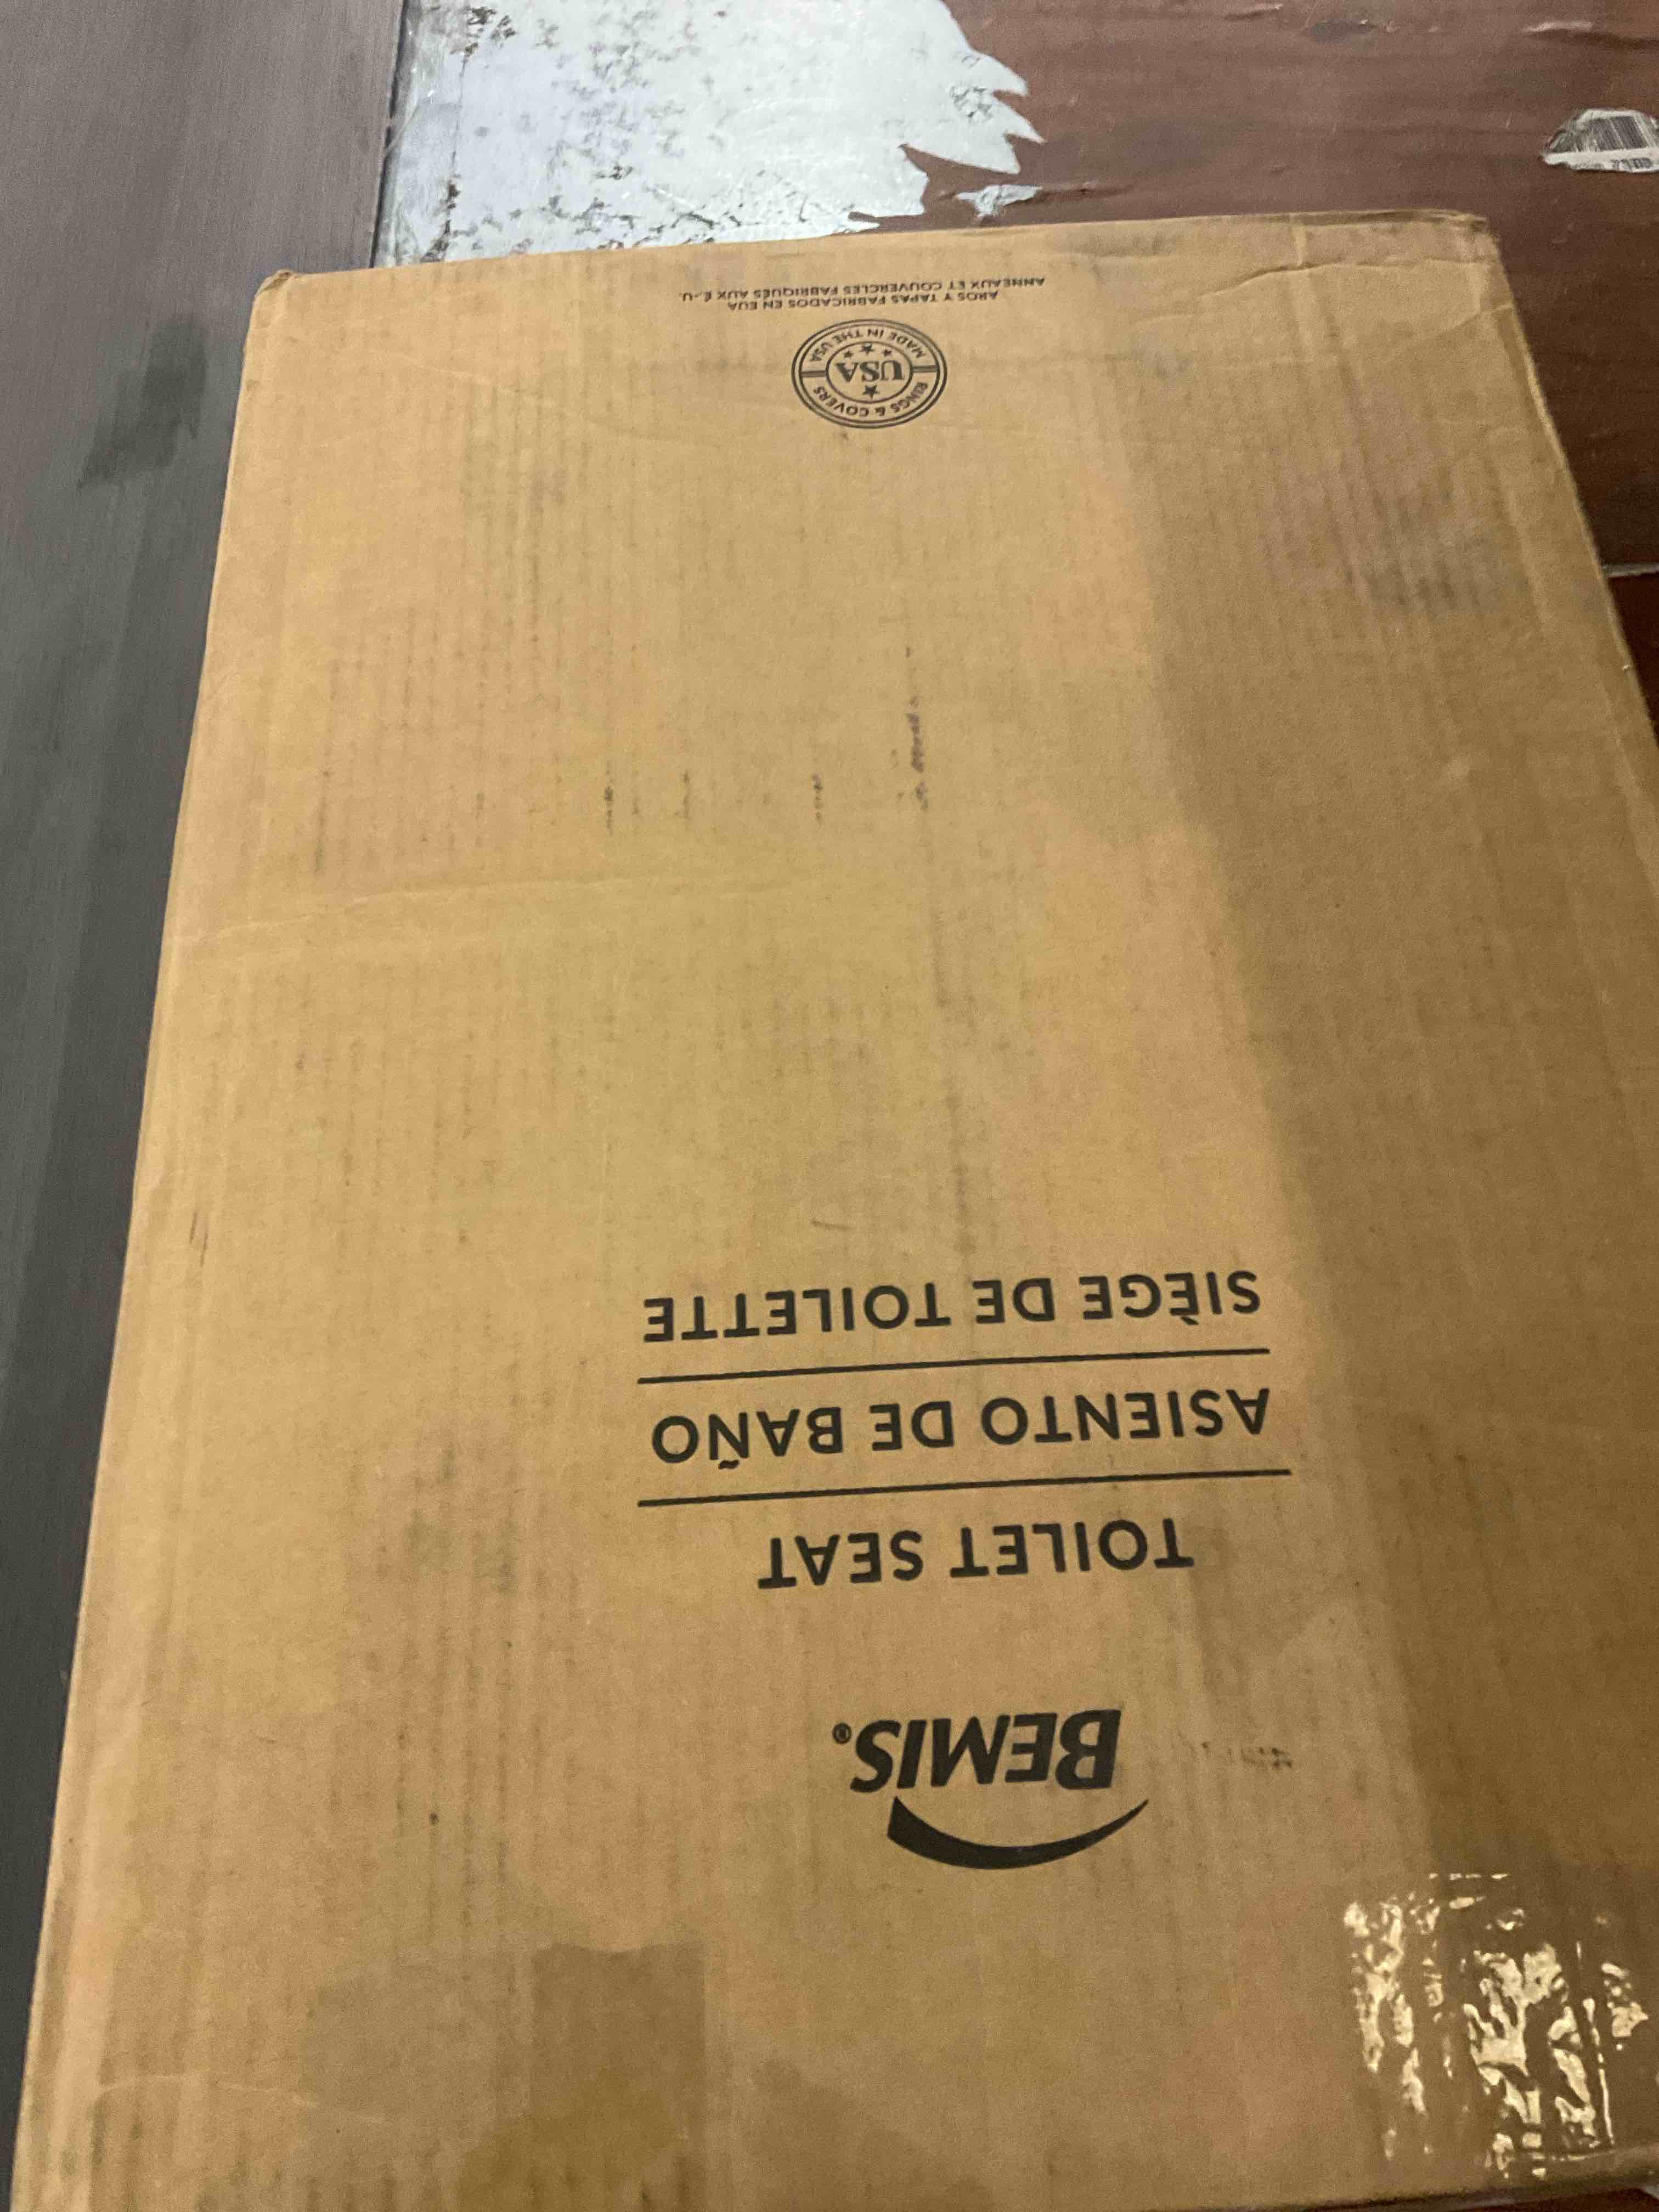 BEMIS®
TOILET SEAT
ASIENTO DE BAÑO
SIÈGE DE TOILETTE
RINGS & COVERS
USA
MADE IN THE USA
AROS Y TAPAS FABRICADOS EN EUA
ANNEAUX ET COUVERCLES FABRIQUÉS AUX É.-U.